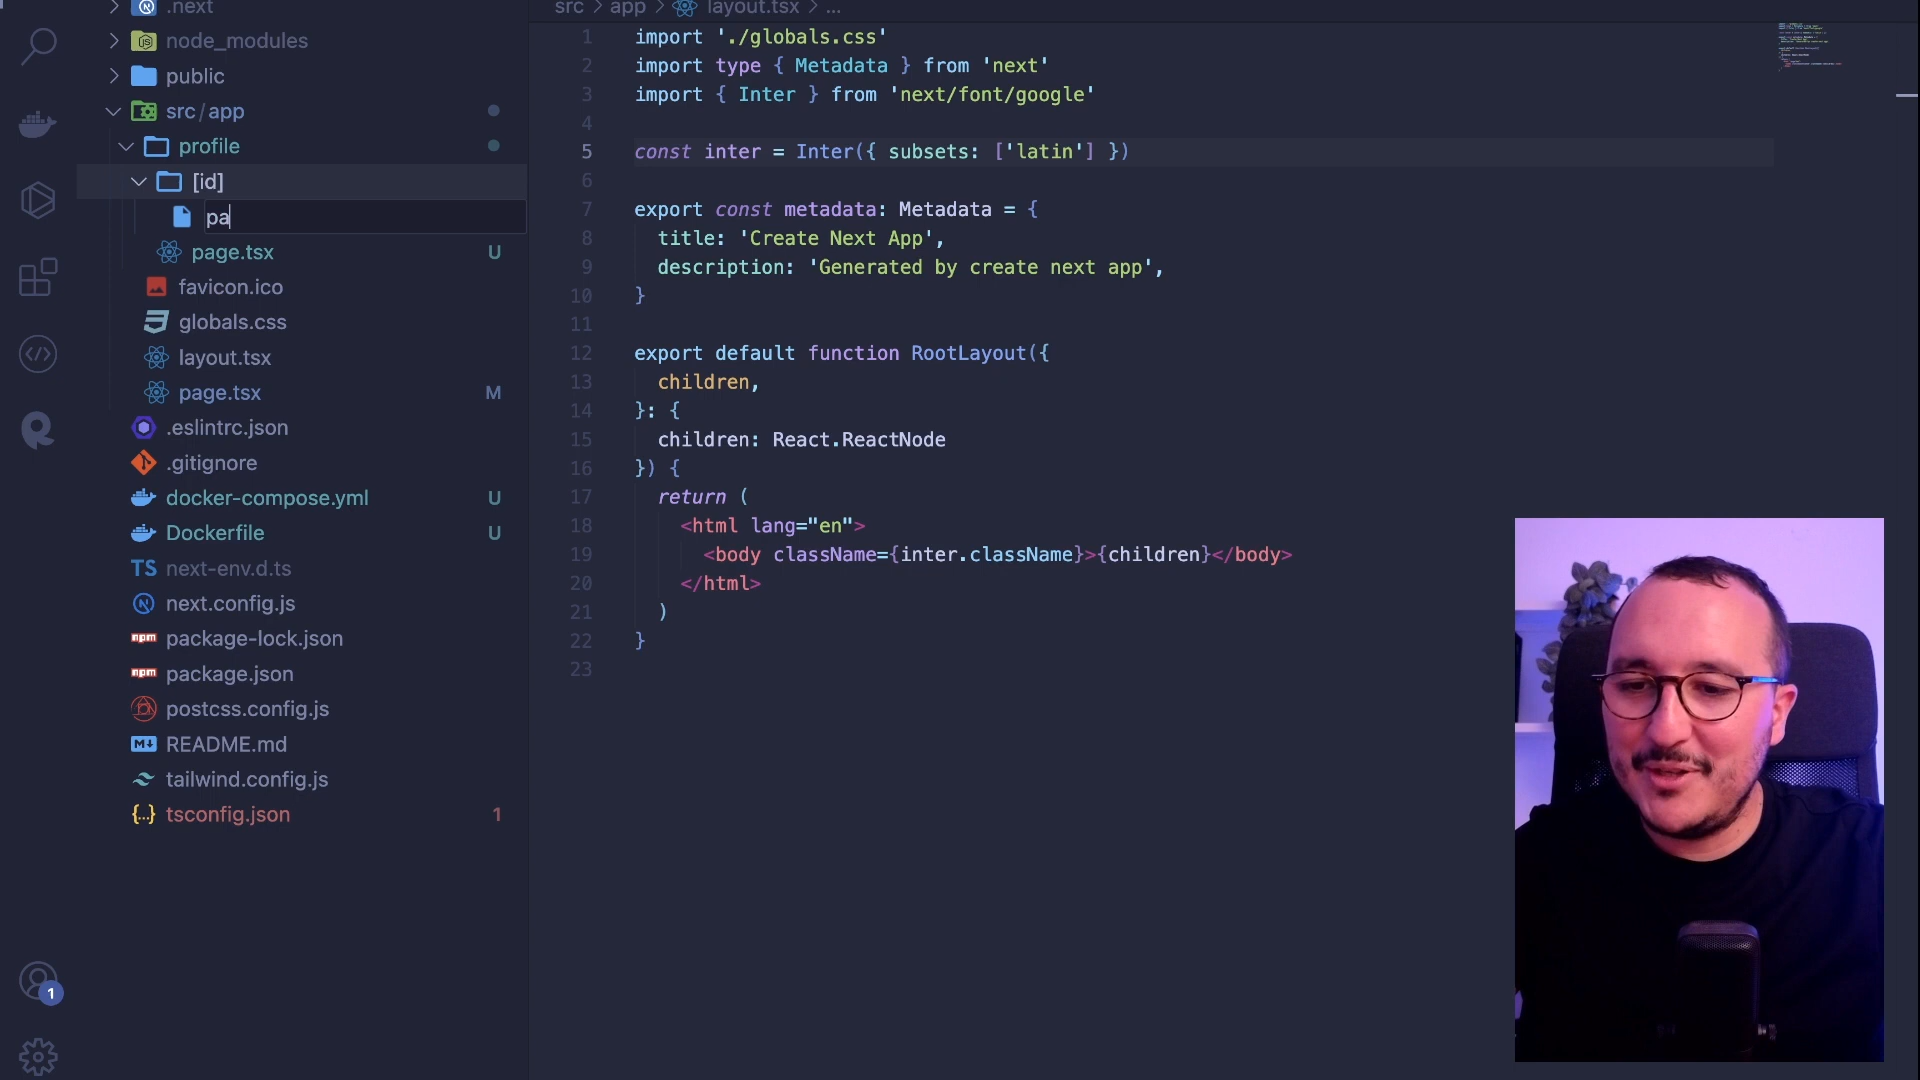 .next
node_modules
public
src/app
profile
[id]
pa
page.tsx U
favicon.ico
globals.css
layout.tsx
page.tsx M
.eslintrc.json
.gitignore
docker-compose.yml U
Dockerfile U
TS next-env.d.ts
next.config.js
npm package-lock.json
npm package.json
postcss.config.js
M README.md
tailwind.config.js
{..} tsconfig.json 1
1
src > app > layout.tsx > ...
1 import './globals.css'
2 import type { Metadata } from 'next'
3 import { Inter } from 'next/font/google'
4
5 const inter = Inter({ subsets: ['latin'] })
6
7 export const metadata: Metadata = {
8 title: 'Create Next App',
9 description: 'Generated by create next app',
10 }
11
12 export default function RootLayout({
13 children,
14 }: {
15 children: React.ReactNode
16 }) {
17 return (
18 <html lang="en">
19 <body className={inter.className}>{children}</body>
20 </html>
21 )
22 }
23